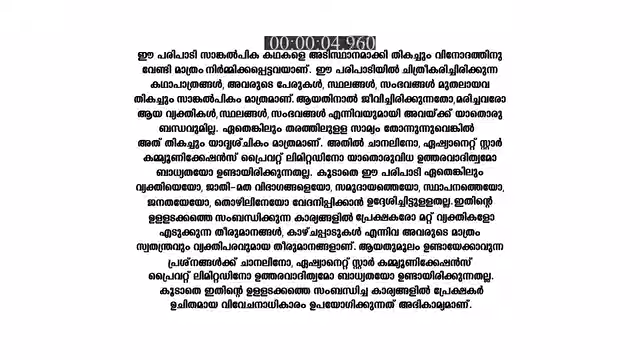 00:00:04.960
ഈ പരിപാടി സാങ്കൽപിക കഥകളെ അടിസ്ഥാനമാക്കി തികച്ചും വിനോദത്തിനു
വേണ്ടി മാത്രം നിർമ്മിക്കപ്പെട്ടവയാണ്. ഈ പരിപാടിയിൽ ചിത്രീകരിച്ചിരിക്കുന്ന
കഥാപാത്രങ്ങൾ, അവരുടെ പേരുകൾ, സ്ഥലങ്ങൾ, സംഭവങ്ങൾ മുതലായവ
തികച്ചും സാങ്കൽപികം മാത്രമാണ്. ആയതിനാൽ ജീവിച്ചിരിക്കുന്നതോ, മരിച്ചവരോ
ആയ വ്യക്തികൾ, സ്ഥലങ്ങൾ, സംഭവങ്ങൾ എന്നിവയുമായി അവയ്ക്ക് യാതൊരു
ബന്ധവുമില്ല. ഏതെങ്കിലും തരത്തിലുളള സാമ്യം തോന്നുന്നുവെങ്കിൽ
അത് തികച്ചും യാദൃശ്ചികം മാത്രമാണ്. അതിൽ ചാനലിനോ, ഏഷ്യാനെറ്റ് സ്റ്റാർ
കമ്മ്യൂണിക്കേഷൻസ് പ്രൈവറ്റ് ലിമിറ്റഡിനോ യാതൊരുവിധ ഉത്തരവാദിത്വമോ
ബാധ്യതയോ ഉണ്ടായിരിക്കുന്നതല്ല. കൂടാതെ ഈ പരിപാടി ഏതെങ്കിലും
വ്യക്തിയെയോ, ജാതി-മത വിഭാഗങ്ങളെയോ, സമുദായത്തെയോ, സ്ഥാപനത്തെയോ,
ജനതയേയോ, തൊഴിലിനേയോ വേദനിപ്പിക്കാൻ ഉദ്ദേശിച്ചിട്ടുളളതല്ല. ഇതിന്റെ
ഉളളടക്കത്തെ സംബന്ധിക്കുന്ന കാര്യങ്ങളിൽ പ്രേക്ഷകരോ മറ്റ് വ്യക്തികളോ
എടുക്കുന്ന തീരുമാനങ്ങൾ, കാഴ്ചപ്പാടുകൾ എന്നിവ അവരുടെ മാത്രം
സ്വതന്ത്രവും വ്യക്തിപരവുമായ തീരുമാനങ്ങളാണ്. ആയതുമൂലം ഉണ്ടായേക്കാവുന്ന
പ്രശ്നങ്ങൾക്ക് ചാനലിനോ, ഏഷ്യാനെറ്റ് സ്റ്റാർ കമ്മ്യൂണിക്കേഷൻസ്
പ്രൈവറ്റ് ലിമിറ്റഡിനോ ഉത്തരവാദിത്വമോ ബാധ്യതയോ ഉണ്ടായിരിക്കുന്നതല്ല.
കൂടാതെ ഇതിന്റെ ഉളളടക്കത്തെ സംബന്ധിച്ച കാര്യങ്ങളിൽ പ്രേക്ഷകർ
ഉചിതമായ വിവേചനാധികാരം ഉപയോഗിക്കുന്നത് അഭികാമ്യമാണ്.